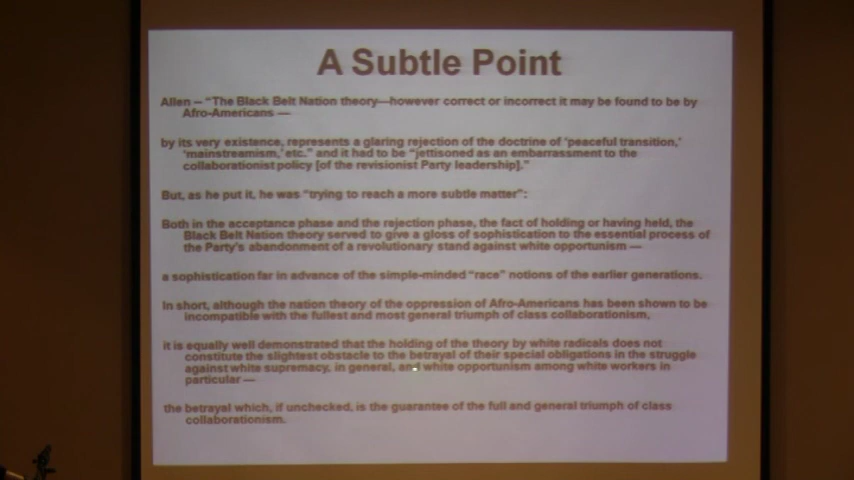 A Subtle Point
Allen – "The Black Belt Nation theory—however correct or incorrect it may be found to be by
Afro-Americans —
by its very existence, represents a glaring rejection of the doctrine of 'peaceful transition,'
'mainstreamism,' etc." and it had to be "jettisoned as an embarrassment to the
collaborationist policy [of the revisionist Party leadership]."
But, as he put it, he was "trying to reach a more subtle matter":
Both in the acceptance phase and the rejection phase, the fact of holding or having held, the
Black Belt Nation theory served to give a gloss of sophistication to the essential process of
the Party's abandonment of a revolutionary stand against white opportunism —
a sophistication far in advance of the simple-minded "race" notions of the earlier generations.
In short, although the nation theory of the oppression of Afro-Americans has been shown to be
incompatible with the fullest and most general triumph of class collaborationism,
it is equally well demonstrated that the holding of the theory by white radicals does not
constitute the slightest obstacle to the betrayal of their special obligations in the struggle
against white supremacy, in general, and white opportunism among white workers in
particular —
the betrayal which, if unchecked, is the guarantee of the full and general triumph of class
collaborationism.